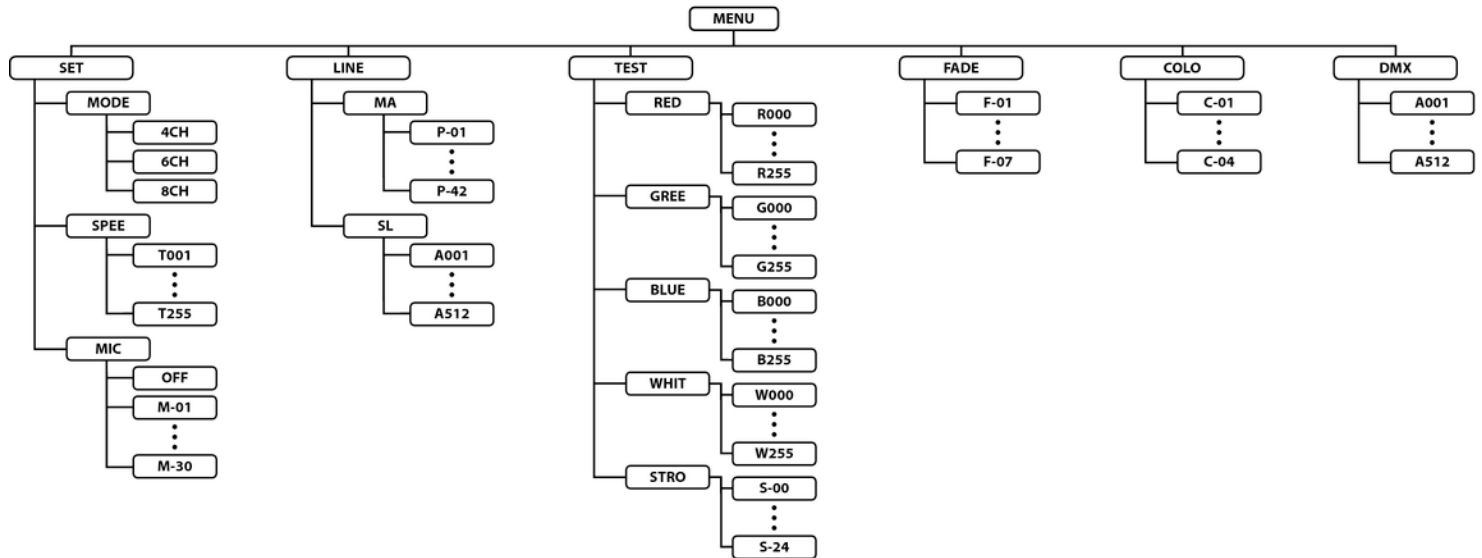 MENU
SET
MODE
4CH
6CH
8CH
SPEE
T001
T255
MIC
OFF
M-01
M-30
LINE
MA
P-01
P-42
SL
A001
A512
TEST
RED
R000
R255
GREE
G000
G255
BLUE
B000
B255
WHIT
W000
W255
STRO
S-00
S-24
FADE
F-01
F-07
COLO
C-01
C-04
DMX
A001
A512